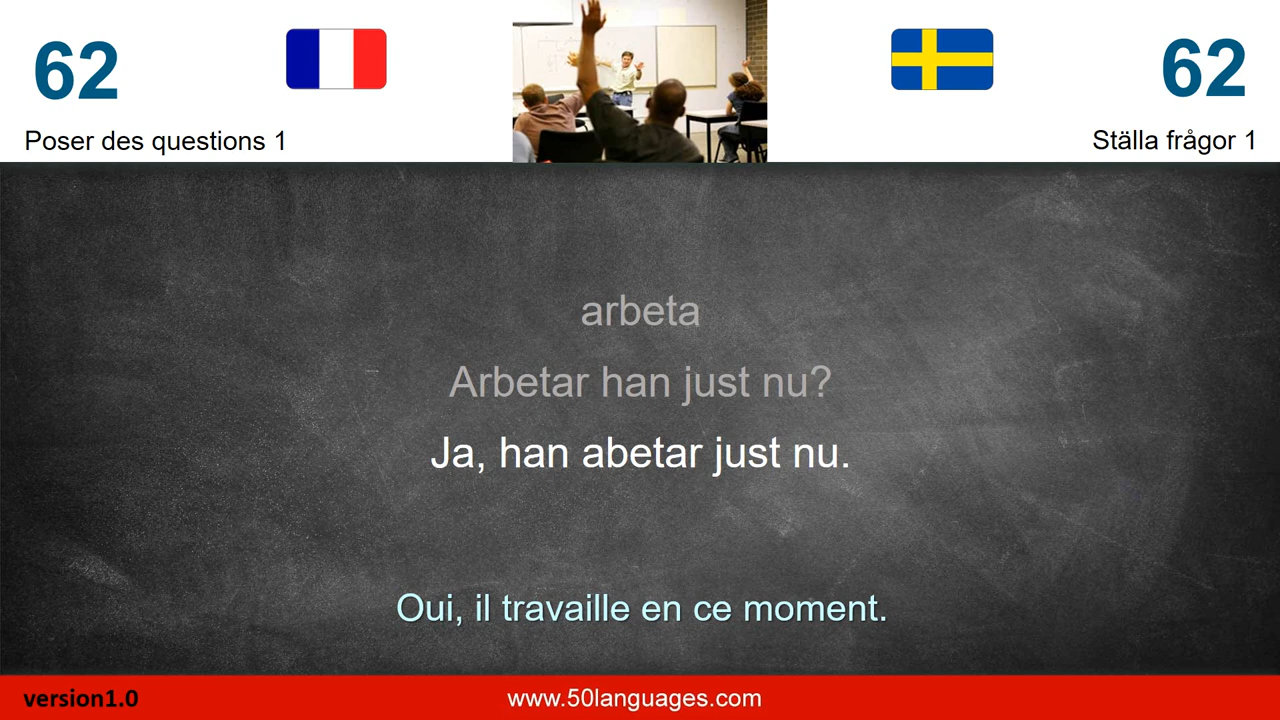 62
62
Poser des questions 1
Ställa frågor 1
arbeta
Arbetar han just nu?
Ja, han abetar just nu.
Oui, il travaille en ce moment.
version1.0
www.50languages.com